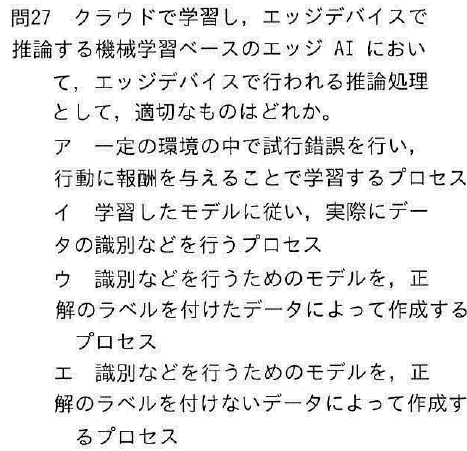 問27　クラウドで学習し，エッジデバイスで
推論する機械学習ベースのエッジ AI におい
て，エッジデバイスで行われる推論処理
として，適切なものはどれか。
ア　一定の環境の中で試行錯誤を行い，
行動に報酬を与えることで学習するプロセス
イ　学習したモデルに従い，実際にデー
タの識別などを行うプロセス
ウ　識別などを行うためのモデルを，正
解のラベルを付けたデータによって作成する
プロセス
エ　識別などを行うためのモデルを，正
解のラベルを付けないデータによって作成す
るプロセス